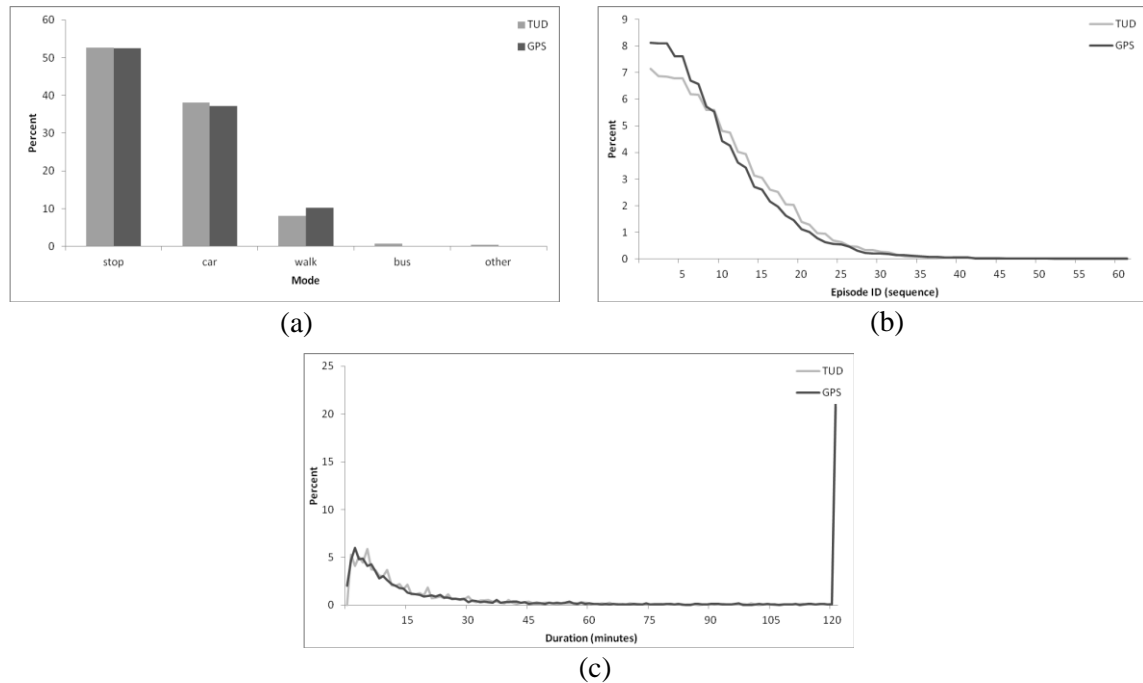 60
50
40
30
20
10
0
Percent
stop car walk bus other
Mode
TUD
GPS
(a)
9
8
7
6
5
4
3
2
1
0
Percent
5 10 15 20 25 30 35 40 45 50 55 60
Episode ID (sequence)
TUD
GPS
(b)
25
20
15
10
5
0
Percent
15 30 45 60 75 90 105 120
Duration (minutes)
TUD
GPS
(c)